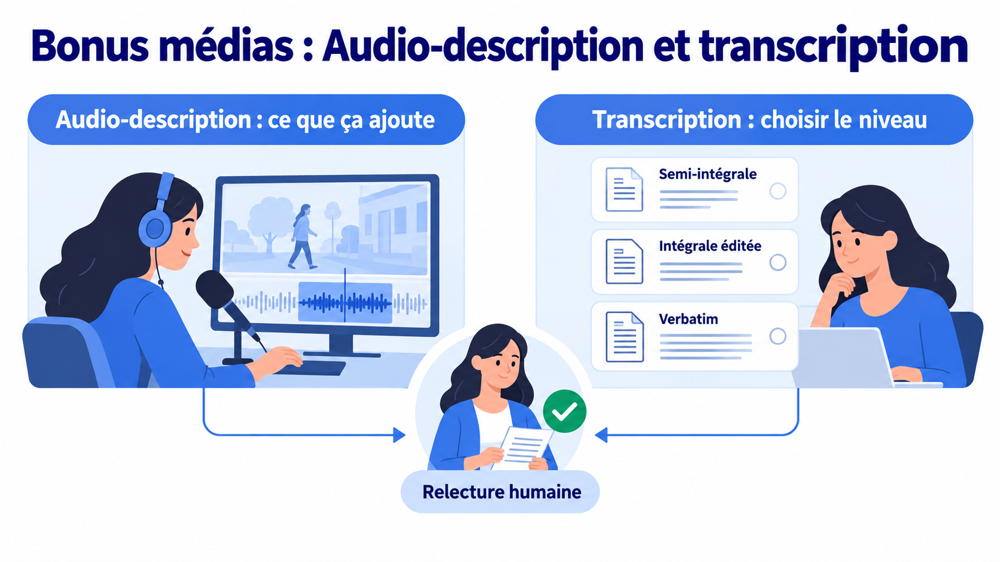 Bonus médias : Audio-description et transcription
Audio-description : ce que ça ajoute
Transcription : choisir le niveau
Semi-intégrale
Intégrale éditée
Verbatim
Relecture humaine